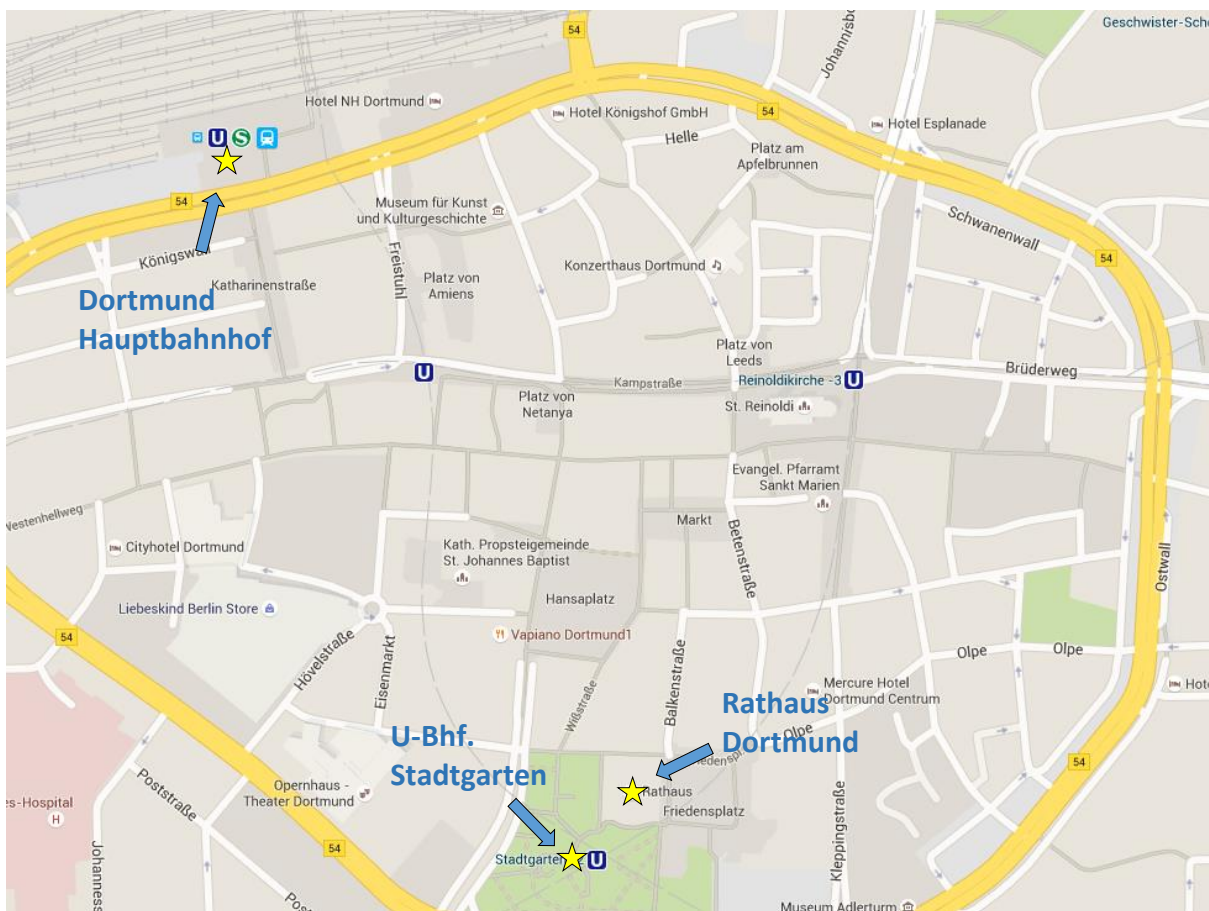 54
Geschwister-Sch
Johannisbo
Hotel NH Dortmund
Hotel Königshof GmbH
54
Hotel Esplanade
Helle
Platz am
Apfelbrunnen
U S
54
Museum für Kunst
und Kulturgeschichte
Schwanenwall
Königswall
Freistuhl
Konzerthaus Dortmund
54
Katharinenstraße
Platz von
Amiens
Dortmund
Hauptbahnhof
Platz von
Leeds
U
Kampstraße
Reinoldikirche -3
U
Brüderweg
Platz von
Netanya
St. Reinoldi
Evangel. Pfarramt
Sankt Marien
Westenhellweg
Markt
Betenstraße
Cityhotel Dortmund
Kath. Propsteigemeinde
St. Johannes Baptist
Ostwall
Hansaplatz
Liebeskind Berlin Store
Vapiano Dortmund1
54
Hövelstraße
Eisenmarkt
Olpe
Olpe
Wißstraße
Balkenstraße
Mercure Hotel
Dortmund Centrum
Hot
Rathaus
Dortmund
Olpe
U-Bhf.
Stadtgarten
iedenspl
Poststraße
Opernhaus -
Theater Dortmund
Rathaus
Friedensplatz
es-Hospital
H
Kleppingstraße
54
Stadtgarten
U
Johanness
Post
Museum Adlerturm